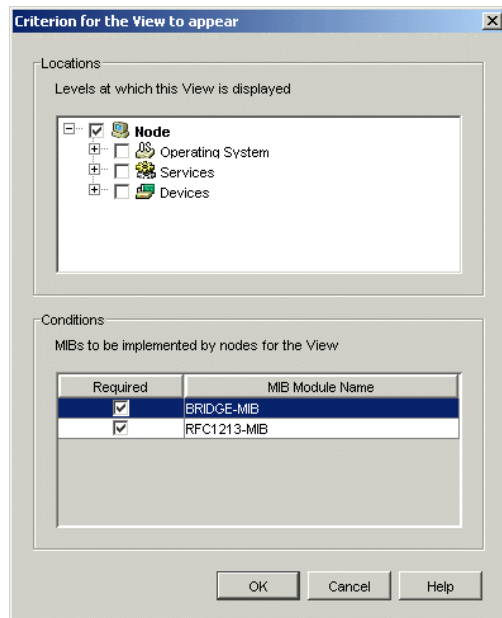 Criterion for the View to appear
Locations
Levels at which this View is displayed
Node
Operating System
Services
Devices
Conditions
MIBs to be implemented by nodes for the View
Required MIB Module Name
BRIDGE-MIB
RFC1213-MIB
OK Cancel Help